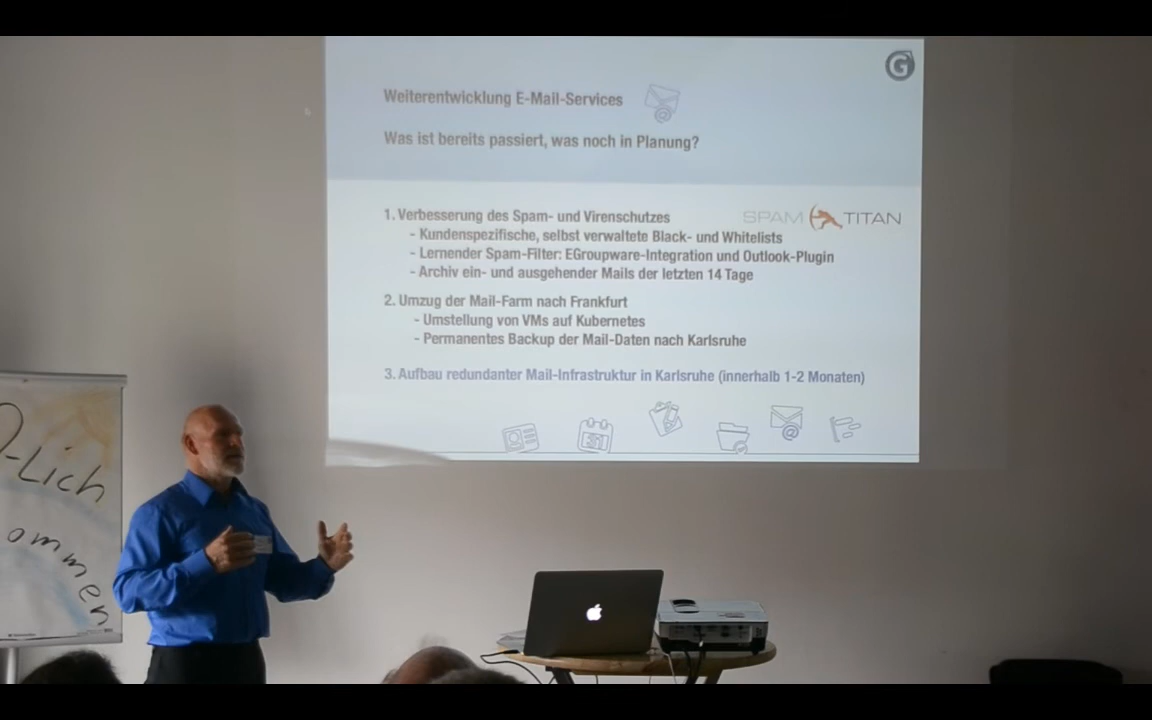 G
Weiterentwicklung E-Mail-Services
Was ist bereits passiert, was noch in Planung?
SPAM TITAN
1. Verbesserung des Spam- und Virenschutzes
- Kundenspezifische, selbst verwaltete Black- und Whitelists
- Lernender Spam-Filter: EGroupware-Integration und Outlook-Plugin
- Archiv ein- und ausgehender Mails der letzten 14 Tage
2. Umzug der Mail-Farm nach Frankfurt
- Umstellung von VMs auf Kubernetes
- Permanentes Backup der Mail-Daten nach Karlsruhe
3. Aufbau redundanter Mail-Infrastruktur in Karlsruhe (innerhalb 1-2 Monaten)
31
@
-Lich
ommen